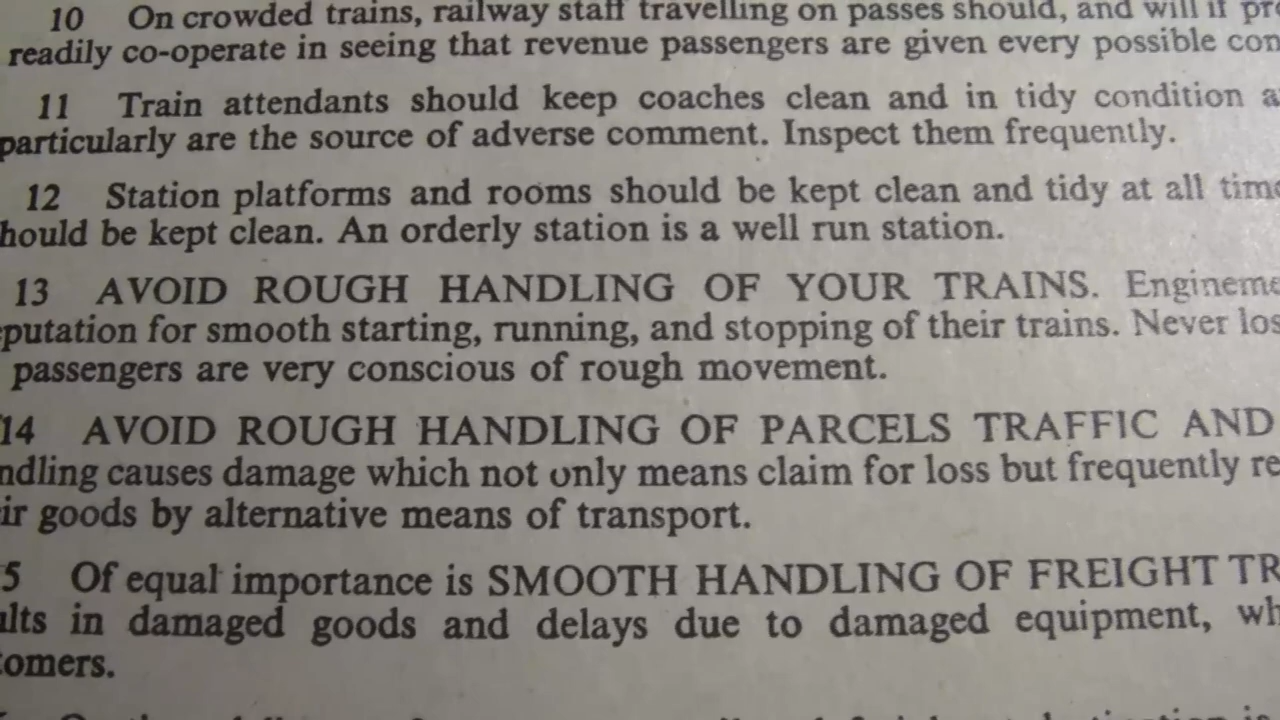 10 On crowded trains, railway staff travelling on passes should, and will if
readily co-operate in seeing that revenue passengers are given every possible
11 Train attendants should keep coaches clean and in tidy condition
particularly are the source of adverse comment. Inspect them frequently.
12 Station platforms and rooms should be kept clean and tidy at all
hould be kept clean. An orderly station is a well run station.
13 AVOID ROUGH HANDLING OF YOUR TRAINS. Engineme
putation for smooth starting, running, and stopping of their trains. Never los
passengers are very conscious of rough movement.
14 AVOID ROUGH HANDLING OF PARCELS TRAFFIC AND
ndling causes damage which not only means claim for loss but frequently re
ir goods by alternative means of transport.
5 Of equal importance is SMOOTH HANDLING OF FREIGHT TR
ults in damaged goods and delays due to damaged equipment, wh
tomers.